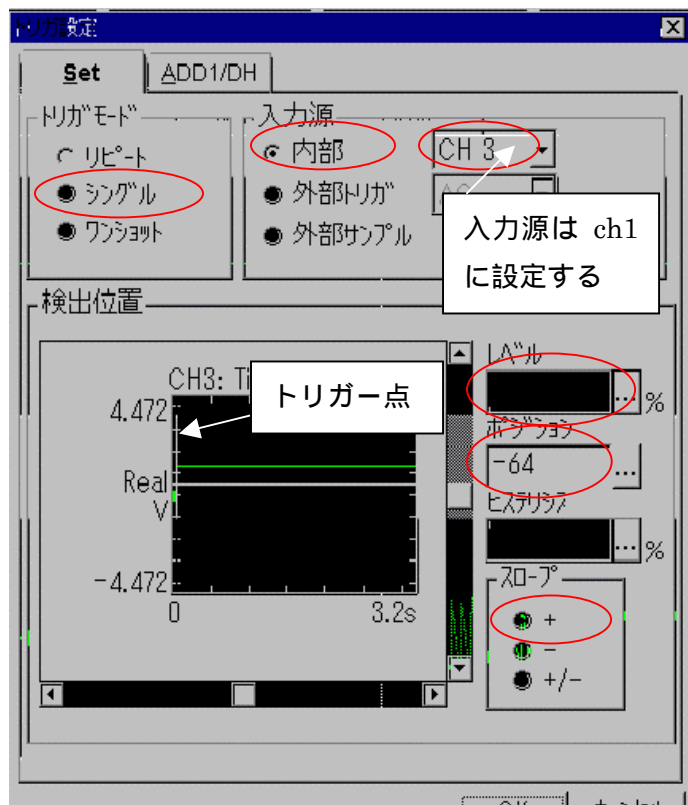 トリガ設定
Set ADD1/DH
トリガモード
リピート
シングル
ワンショット
入力源
内部 CH 3
外部トリガ
外部サンプル
入力源は ch1
に設定する
検出位置
CH3: Ti
トリガー点
4.472
Real
V
-4.472
0 3.2s
レベル
... %
ポジション
-64 ...
ヒステリシス
... %
スロープ
+
-
+/-